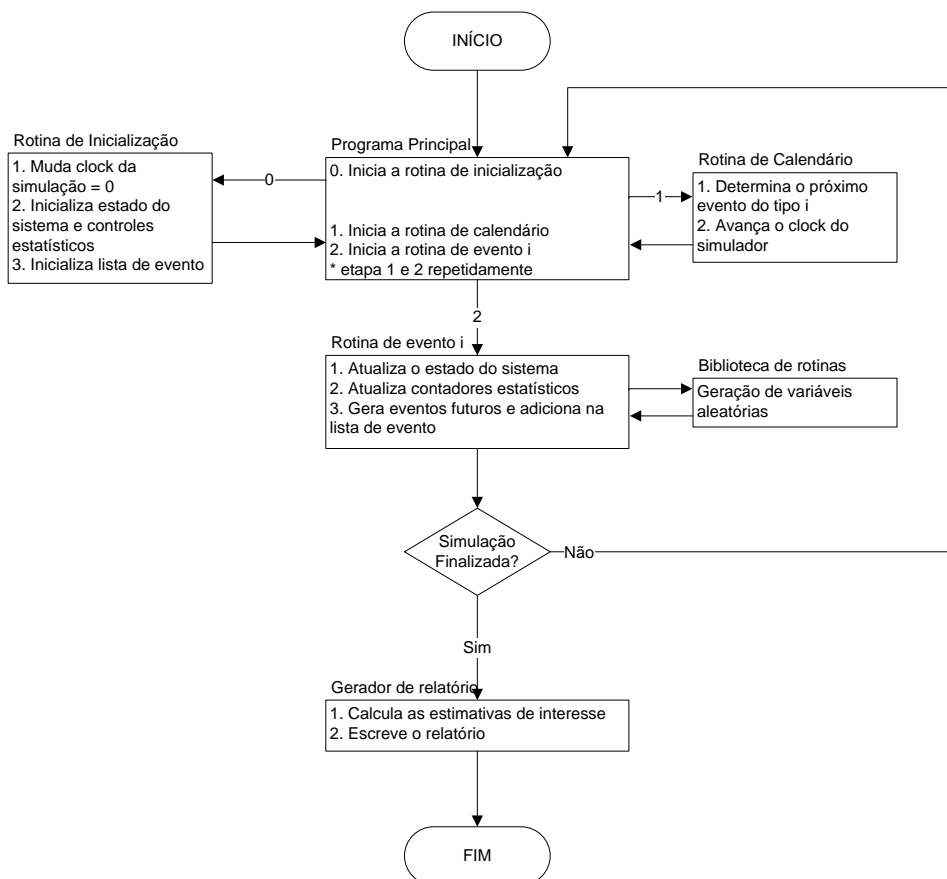 INÍCIO
Rotina de Inicialização
1. Muda clock da
simulação = 0
2. Inicializa estado do
sistema e controles
estatísticos
3. Inicializa lista de evento
0
Programa Principal
0. Inicia a rotina de inicialização
1. Inicia a rotina de calendário
2. Inicia a rotina de evento i
* etapa 1 e 2 repetidamente
1
Rotina de Calendário
1. Determina o próximo
evento do tipo i
2. Avança o clock do
simulador
2
Rotina de evento i
1. Atualiza o estado do sistema
2. Atualiza contadores estatísticos
3. Gera eventos futuros e adiciona na
lista de evento
Biblioteca de rotinas
Geração de variáveis
aleatórias
Simulação
Finalizada?
Não
Sim
Gerador de relatório
1. Calcula as estimativas de interesse
2. Escreve o relatório
FIM